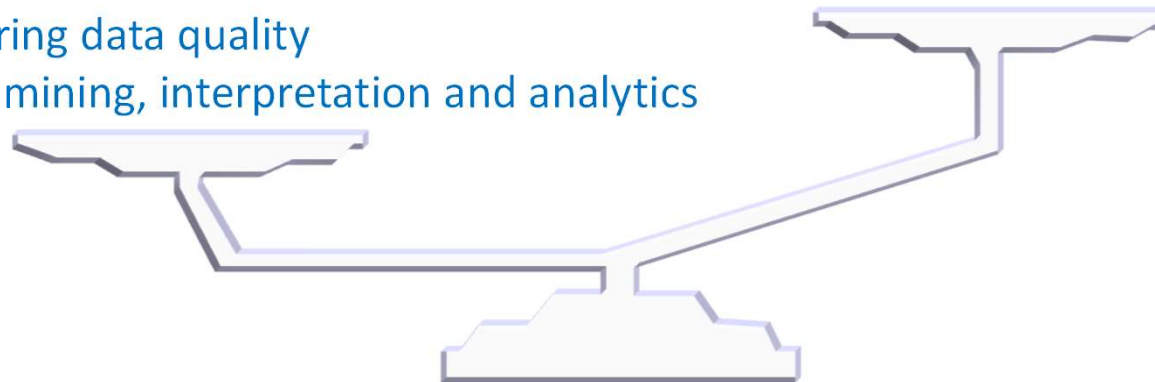 ring data quality
mining, interpretation and analytics